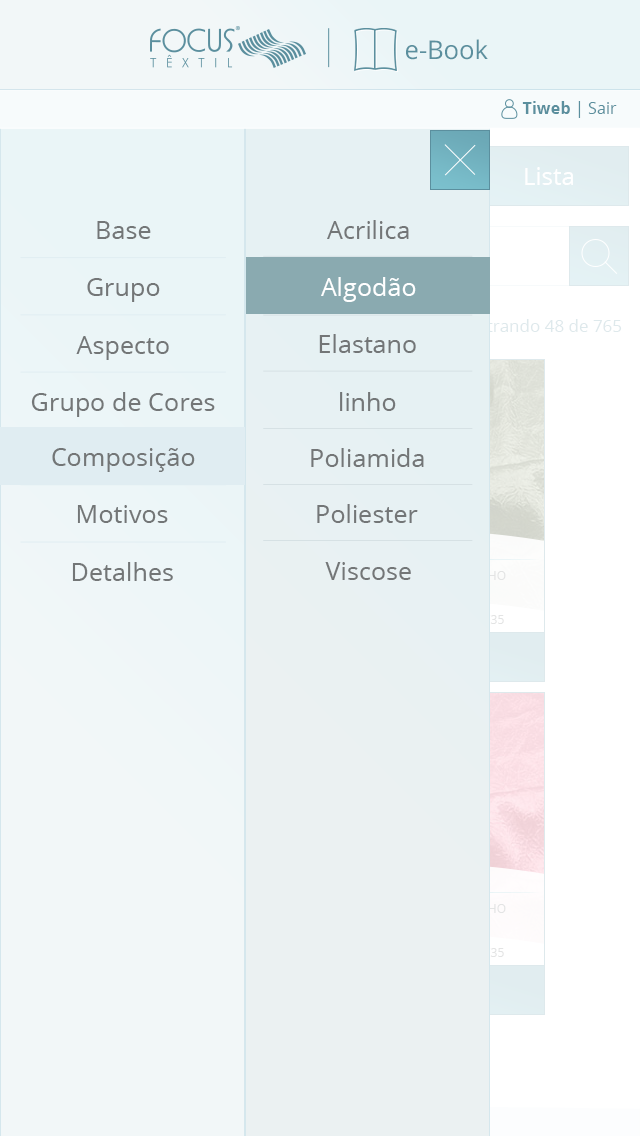 FOCUS®
TÊXTIL
e-Book
Tiweb | Sair
Lista
Base
Grupo
Aspecto
Grupo de Cores
Composição
Motivos
Detalhes
Acrilica
Algodão
Elastano
linho
Poliamida
Poliester
Viscose
trando 48 de 765
HO
35
HO
35